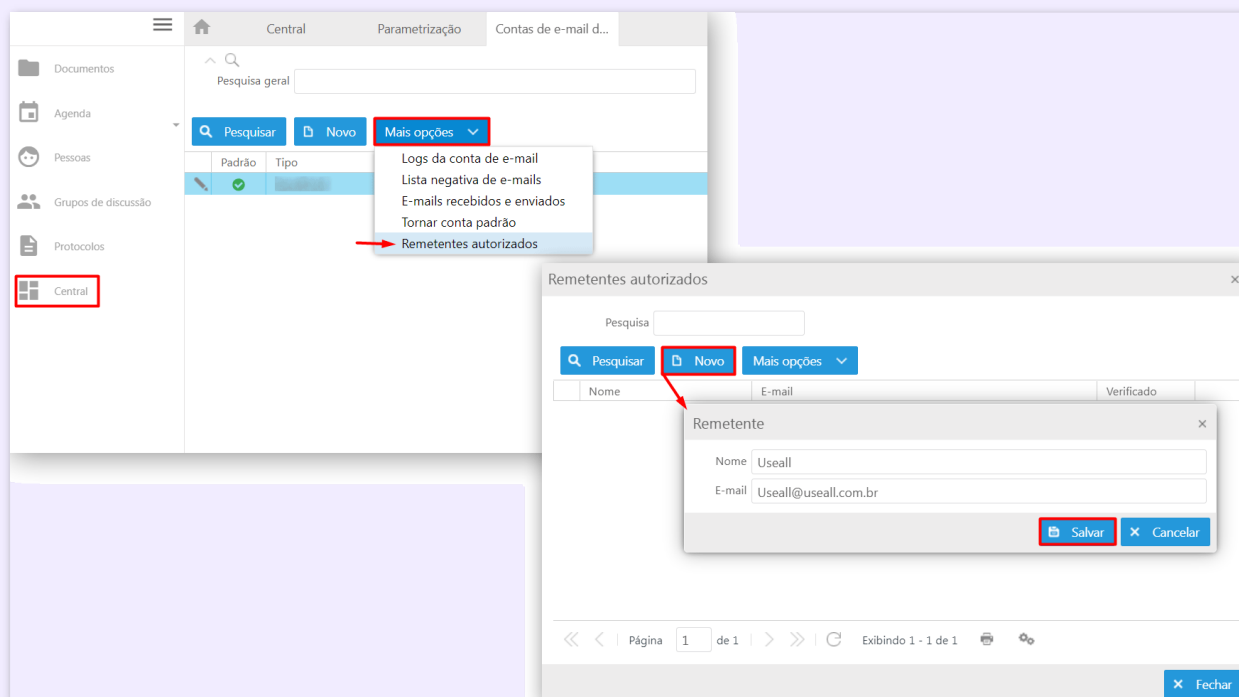 Central
Parametrização
Contas de e-mail d...
Documentos
Agenda
Pessoas
Grupos de discussão
Protocolos
Central
Pesquisa geral
Pesquisar
Novo
Mais opções
Padrão
Tipo
Logs da conta de e-mail
Lista negativa de e-mails
E-mails recebidos e enviados
Tornar conta padrão
Remetentes autorizados
Remetentes autorizados
Pesquisa
Pesquisar
Novo
Mais opções
Nome
E-mail
Verificado
Remetente
Nome
Useall
E-mail
Useall@useall.com.br
Salvar
Cancelar
Página
1
de 1
Exibindo 1 - 1 de 1
Fechar